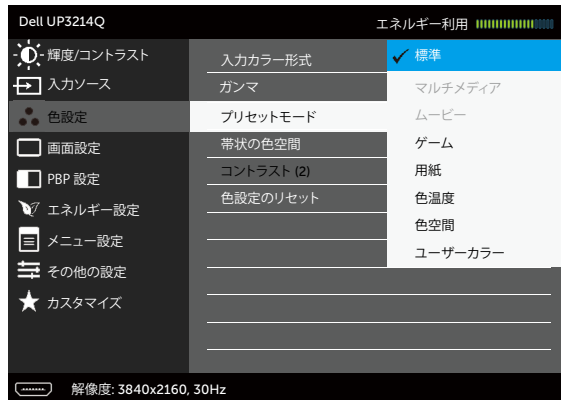 Dell UP3214Q
エネルギー利用
輝度/コントラスト
入力ソース
色設定
画面設定
PBP 設定
エネルギー設定
メニュー設定
その他の設定
カスタマイズ
入力カラー形式
ガンマ
プリセットモード
帯状の色空間
コントラスト (2)
色設定のリセット
標準
マルチメディア
ムービー
ゲーム
用紙
色温度
色空間
ユーザーカラー
解像度: 3840x2160, 30Hz